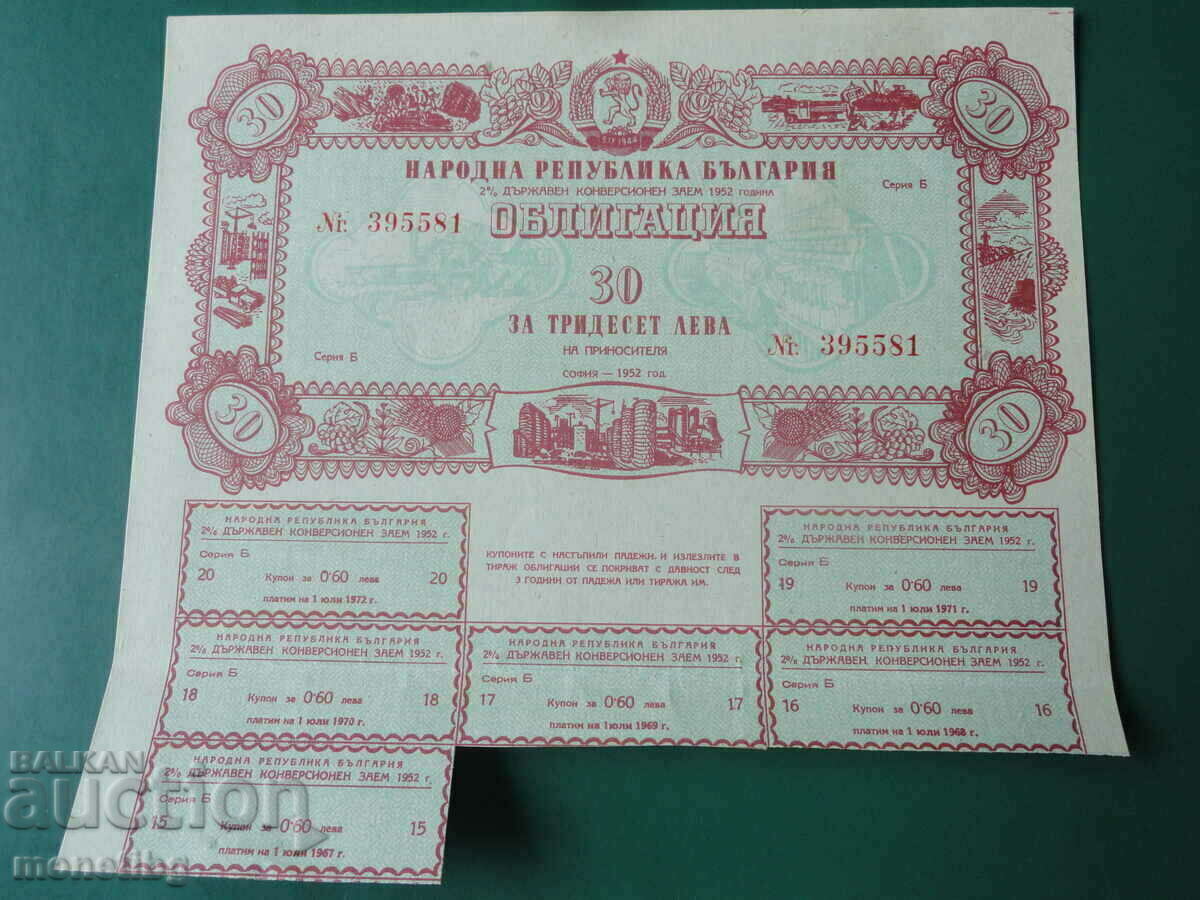 30
30
9.IX.1944
НАРОДНА РЕПУБЛИКА БЪЛГАРИЯ
2% ДЪРЖАВЕН КОНВЕРСИОНЕН ЗАЕМ 1952 ГОДИНА
Серия Б
№ 395581
ОБЛИГАЦИЯ
30
ЗА ТРИДЕСЕТ ЛЕВА
НА ПРИНОСИТЕЛЯ
№ 395581
Серия Б
СОФИЯ — 1952 ГОД.
30
30
НАРОДНА РЕПУБЛИКА БЪЛГАРИЯ
2% ДЪРЖАВЕН КОНВЕРСИОНЕН ЗАЕМ 1952 г.
Серия Б
20 Купон за 0·60 лева 20
платим на 1 юли 1972 г.
КУПОНИТЕ С НАСТЪПИЛИ ПАДЕЖИ, И ИЗЛЕЗЛИТЕ В
ТИРАЖ ОБЛИГАЦИИ СЕ ПОКРИВАТ С ДАВНОСТ СЛЕД
3 ГОДИНИ ОТ ПАДЕЖА ИЛИ ТИРАЖА ИМ.
НАРОДНА РЕПУБЛИКА БЪЛГАРИЯ
2% ДЪРЖАВЕН КОНВЕРСИОНЕН ЗАЕМ 1952 г.
Серия Б
19 Купон за 0·60 лева 19
платим на 1 юли 1971 г.
НАРОДНА РЕПУБЛИКА БЪЛГАРИЯ
2% ДЪРЖАВЕН КОНВЕРСИОНЕН ЗАЕМ 1952 г.
Серия Б
18 Купон за 0·60 лева 18
платим на 1 юли 1970 г.
НАРОДНА РЕПУБЛИКА БЪЛГАРИЯ
2% ДЪРЖАВЕН КОНВЕРСИОНЕН ЗАЕМ 1952 г.
Серия Б
17 Купон за 0·60 лева 17
платим на 1 юли 1969 г.
НАРОДНА РЕПУБЛИКА БЪЛГАРИЯ
2% ДЪРЖАВЕН КОНВЕРСИОНЕН ЗАЕМ 1952 г.
Серия Б
16 Купон за 0·60 лева 16
платим на 1 юли 1968 г.
НАРОДНА РЕПУБЛИКА БЪЛГАРИЯ
2% ДЪРЖАВЕН КОНВЕРСИОНЕН ЗАЕМ 1952 г.
Серия Б
15 Купон за 0·60 лева 15
платим на 1 юли 1967 г.
BALKAN
auction
monetibg